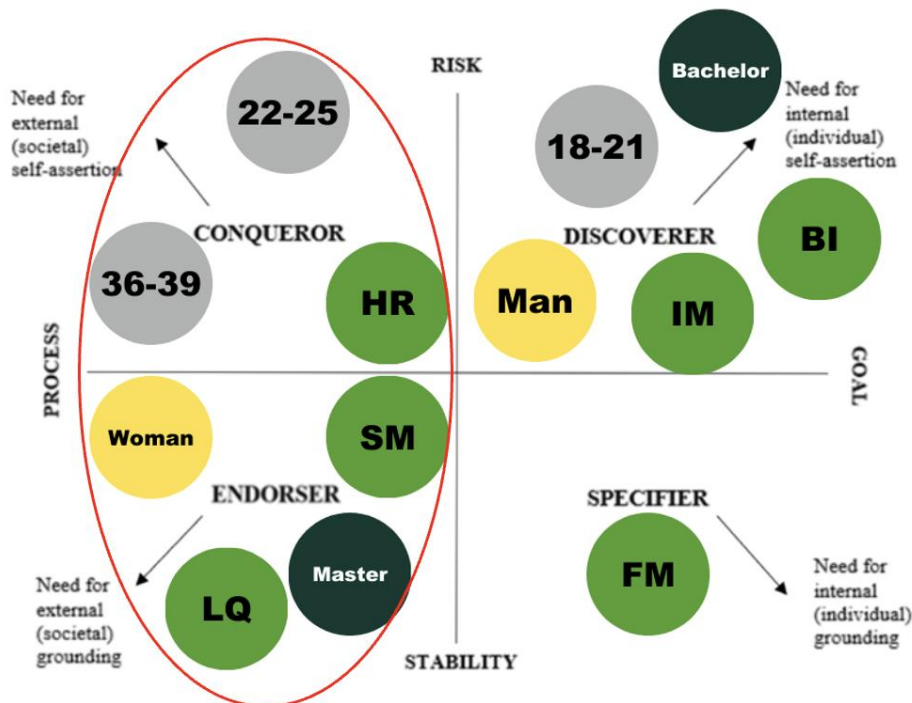 RISK
Bachelor
Need for
external
(societal)
self-assertion
22-25
18-21
Need for
internal
(individual)
self-assertion
CONQUEROR
DISCOVERER
BI
36-39
HR
Man
IM
PROCESS
GOAL
Woman
SM
ENDORSER
SPECIFIER
Need for
external
(societal)
grounding
LQ
Master
FM
Need for
internal
(individual)
grounding
STABILITY